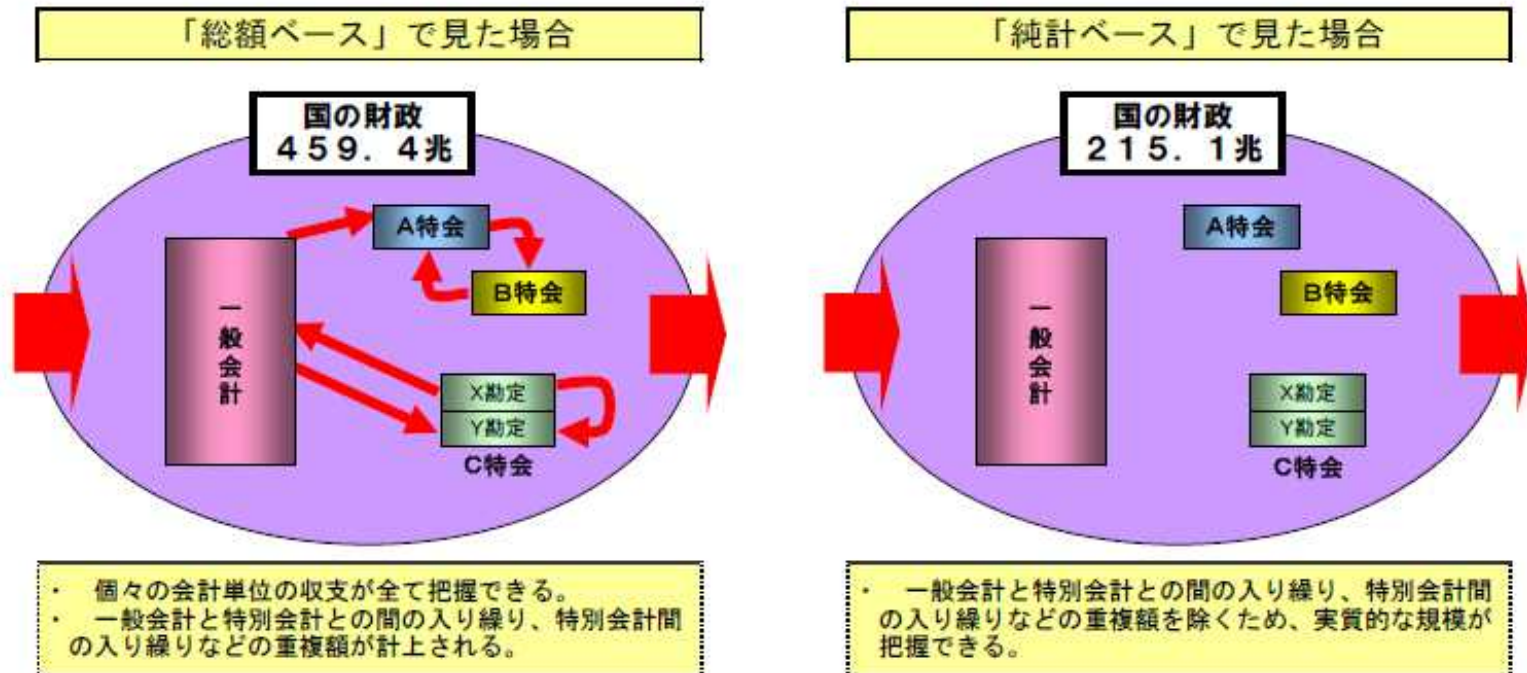 「総額ベース」で見た場合
国の財政
459.4兆
A特会
B特会
一般会計
X勘定
Y勘定
C特会
・ 個々の会計単位の収支が全て把握できる。
・ 一般会計と特別会計との間の入り繰り、特別会計間
の入り繰りなどの重複額が計上される。
「純計ベース」で見た場合
国の財政
215.1兆
A特会
B特会
一般会計
X勘定
Y勘定
C特会
・ 一般会計と特別会計との間の入り繰り、特別会計間
の入り繰りなどの重複額を除くため、実質的な規模が
把握できる。